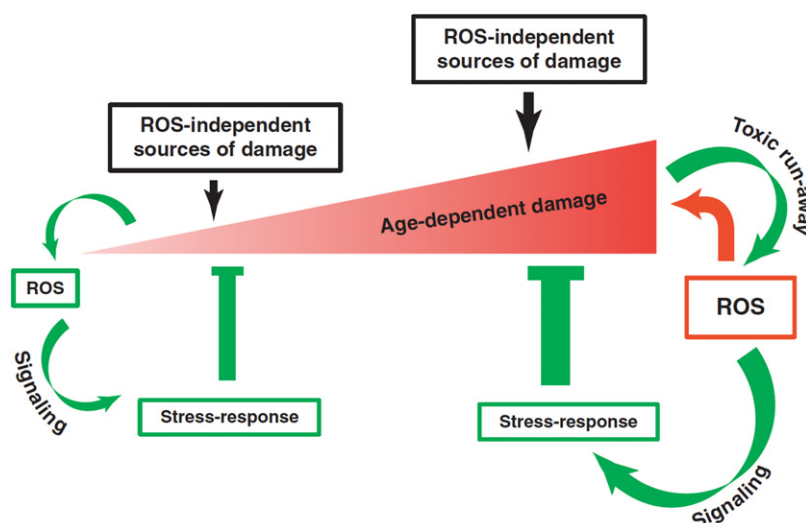 ROS-independent
sources of damage
ROS-independent
sources of damage
Toxic run-away
Age-dependent damage
ROS
ROS
Signaling
Stress-response
Stress-response
Signaling